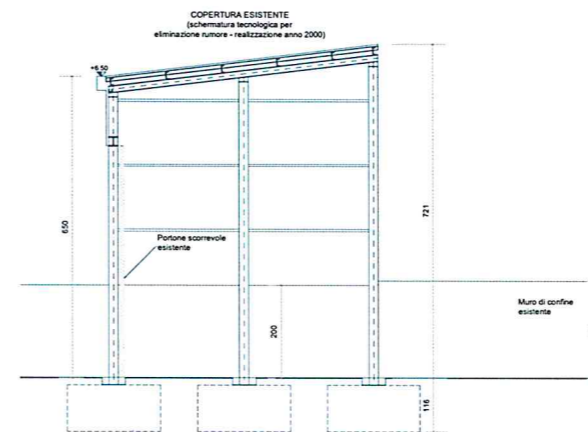 COPERTURA ESISTENTE
(schermatura tecnologica per
eliminazione rumore - realizzazione anno 2000)
+6.50
650
721
Portone scorrevole
esistente
200
Muro di confine
esistente
116